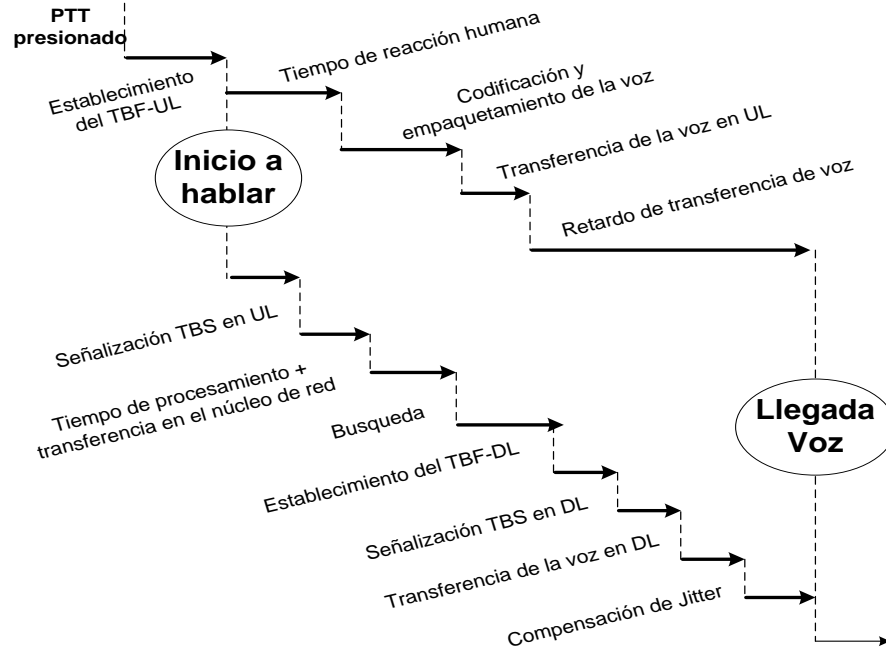 PTT
presionado
Establecimiento
del TBF-UL
Tiempo de reacción humana
Codificación y
empaquetamiento de la voz
Transferencia de la voz en UL
Retardo de transferencia de voz
Inicio a
hablar
Señalización TBS en UL
Tiempo de procesamiento +
transferencia en el núcleo de red
Busqueda
Establecimiento del TBF-DL
Señalización TBS en DL
Transferencia de la voz en DL
Compensación de Jitter
Llegada
Voz